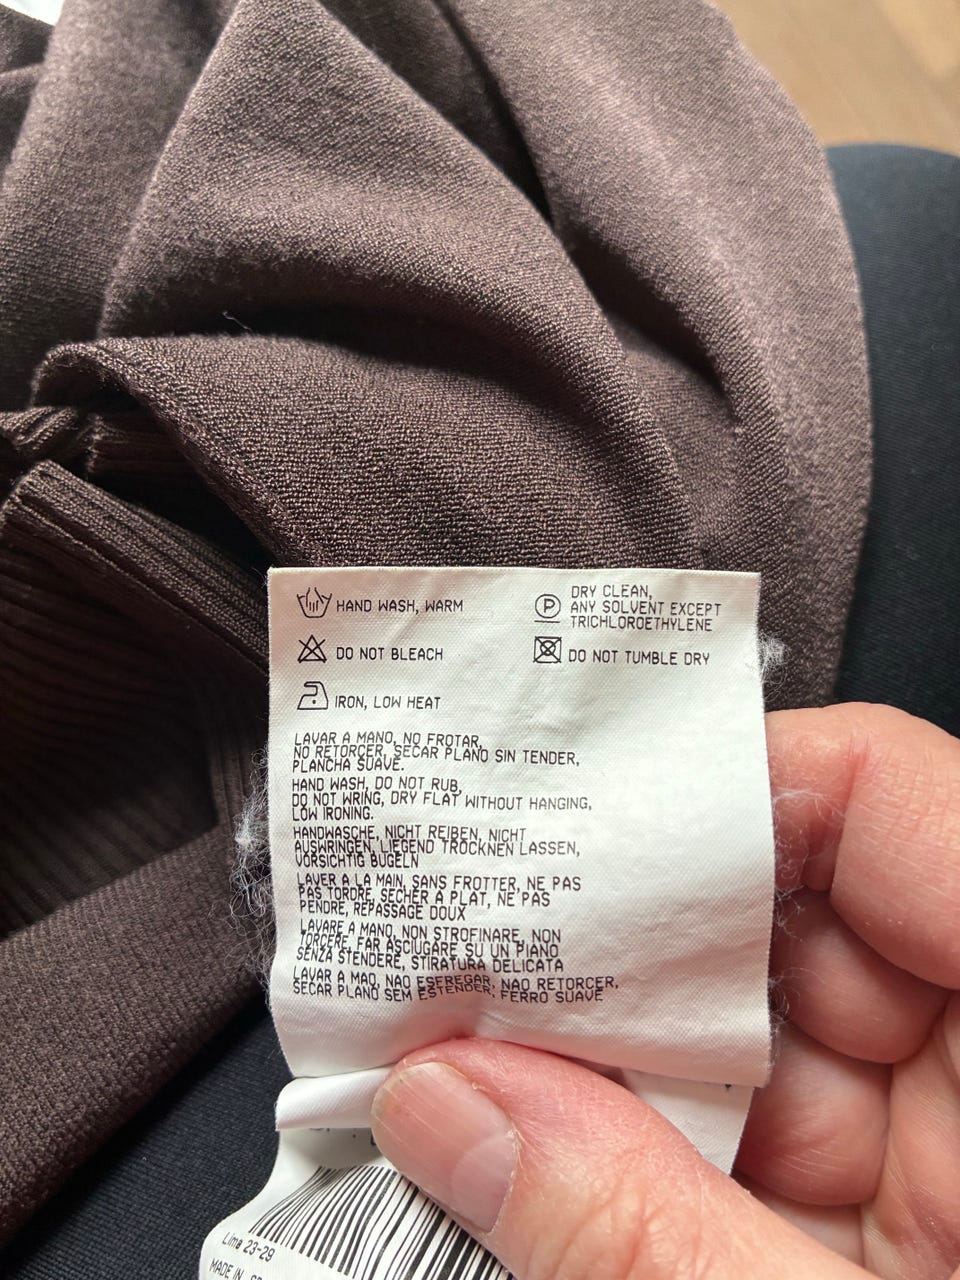 HAND WASH, WARM
DRY CLEAN,
ANY SOLVENT EXCEPT
TRICHLOROETHYLENE
P
DO NOT BLEACH
DO NOT TUMBLE DRY
IRON, LOW HEAT
LAVAR A MANO, NO FROTAR,
NO RETORCER, SECAR PLANO SIN TENDER,
PLANCHA SUAVE.
HAND WASH, DO NOT RUB,
DO NOT WRING, DRY FLAT WITHOUT HANGING,
LOW IRONING.
HANDWASCHE, NICHT REIBEN, NICHT
AUSWRINGEN, LIEGEND TROCKNEN LASSEN,
VORSICHTIG BUGELN
LAVER A LA MAIN, SANS FROTTER, NE PAS
PAS TORDRE, SECHER A PLAT, NE PAS
PENDRE, REPASSAGE DOUX
LAVARE A MANO, NON STROFINARE, NON
TORCERE, FAR ASCIUGARE SU UN PIANO
SENZA STENDERE, STIRATURA DELICATA
LAVAR A MAO, NAO ESFREGAR, NAO RETORCER,
SECAR PLANO SEM ESTENDER, FERRO SUAVE
Lima 23-29
MADE IN